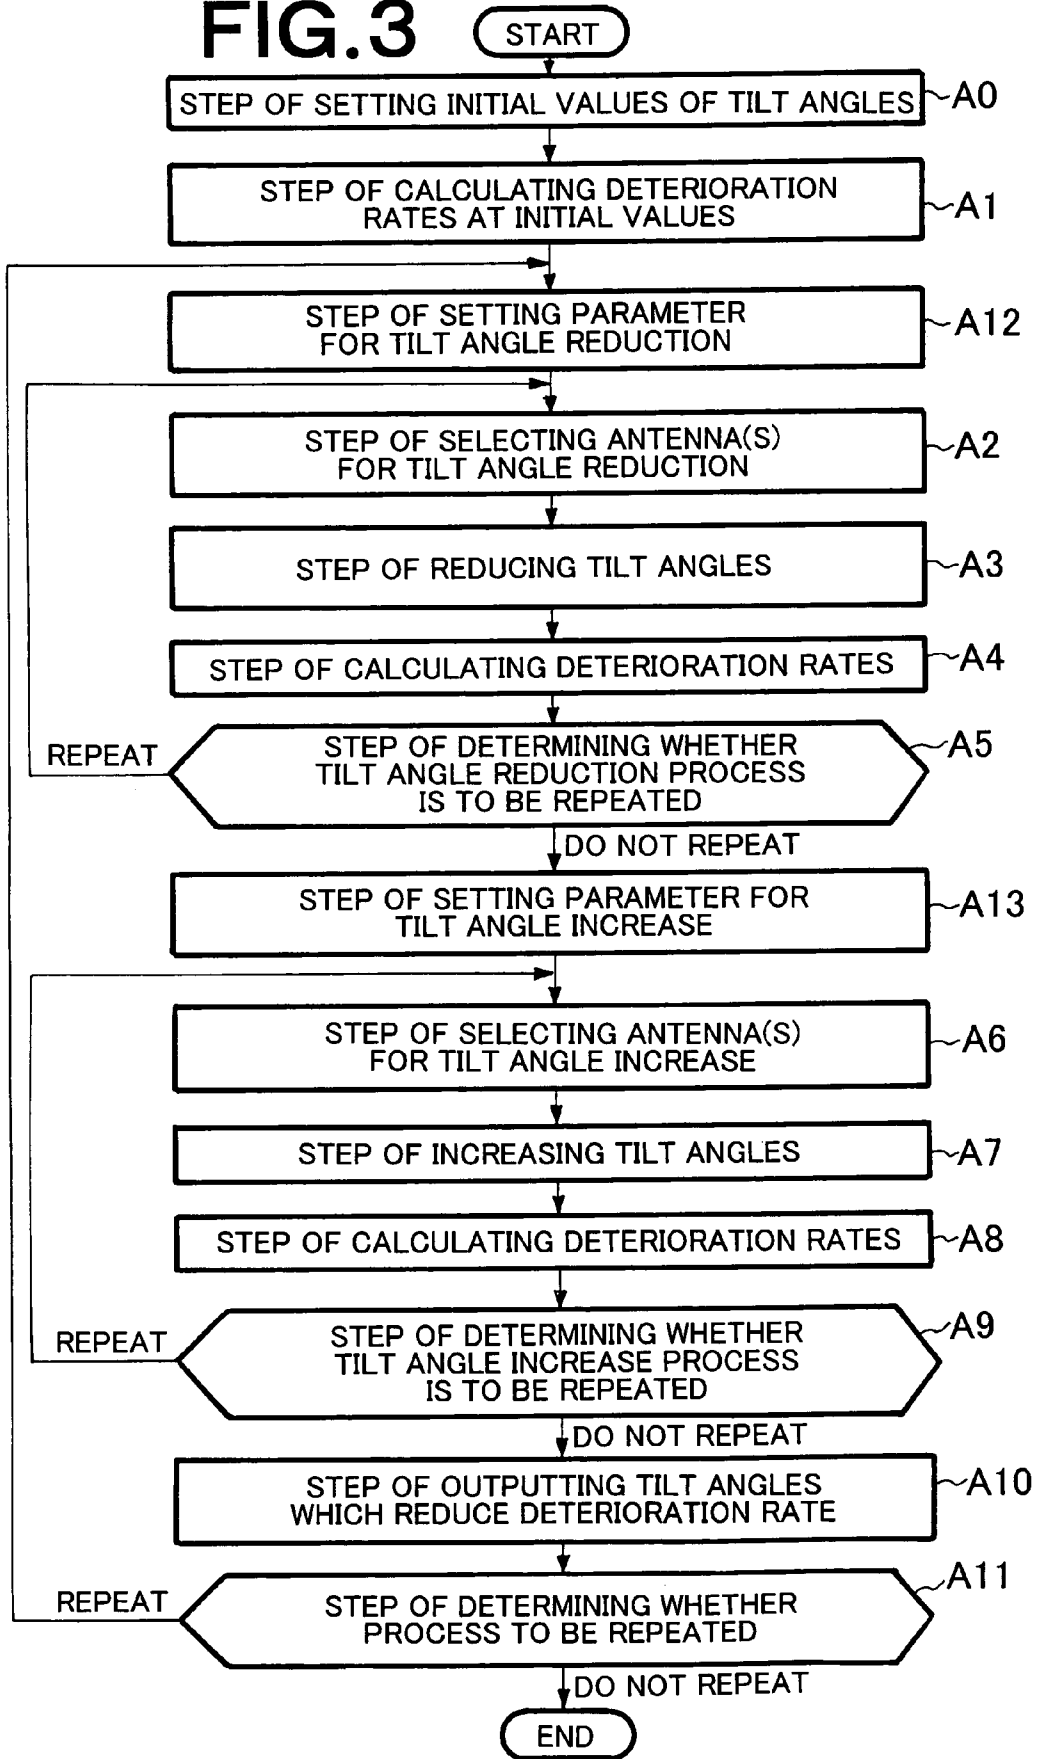 FIG.3
START
STEP OF SETTING INITIAL VALUES OF TILT ANGLES
A0
STEP OF CALCULATING DETERIORATION
RATES AT INITIAL VALUES
A1
STEP OF SETTING PARAMETER
FOR TILT ANGLE REDUCTION
A12
STEP OF SELECTING ANTENNA(S)
FOR TILT ANGLE REDUCTION
A2
STEP OF REDUCING TILT ANGLES
A3
STEP OF CALCULATING DETERIORATION RATES
A4
REPEAT
STEP OF DETERMINING WHETHER
TILT ANGLE REDUCTION PROCESS
IS TO BE REPEATED
A5
DO NOT REPEAT
STEP OF SETTING PARAMETER FOR
TILT ANGLE INCREASE
A13
STEP OF SELECTING ANTENNA(S)
FOR TILT ANGLE INCREASE
A6
STEP OF INCREASING TILT ANGLES
A7
STEP OF CALCULATING DETERIORATION RATES
A8
REPEAT
STEP OF DETERMINING WHETHER
TILT ANGLE INCREASE PROCESS
IS TO BE REPEATED
A9
DO NOT REPEAT
STEP OF OUTPUTTING TILT ANGLES
WHICH REDUCE DETERIORATION RATE
A10
REPEAT
STEP OF DETERMINING WHETHER
PROCESS TO BE REPEATED
A11
DO NOT REPEAT
END